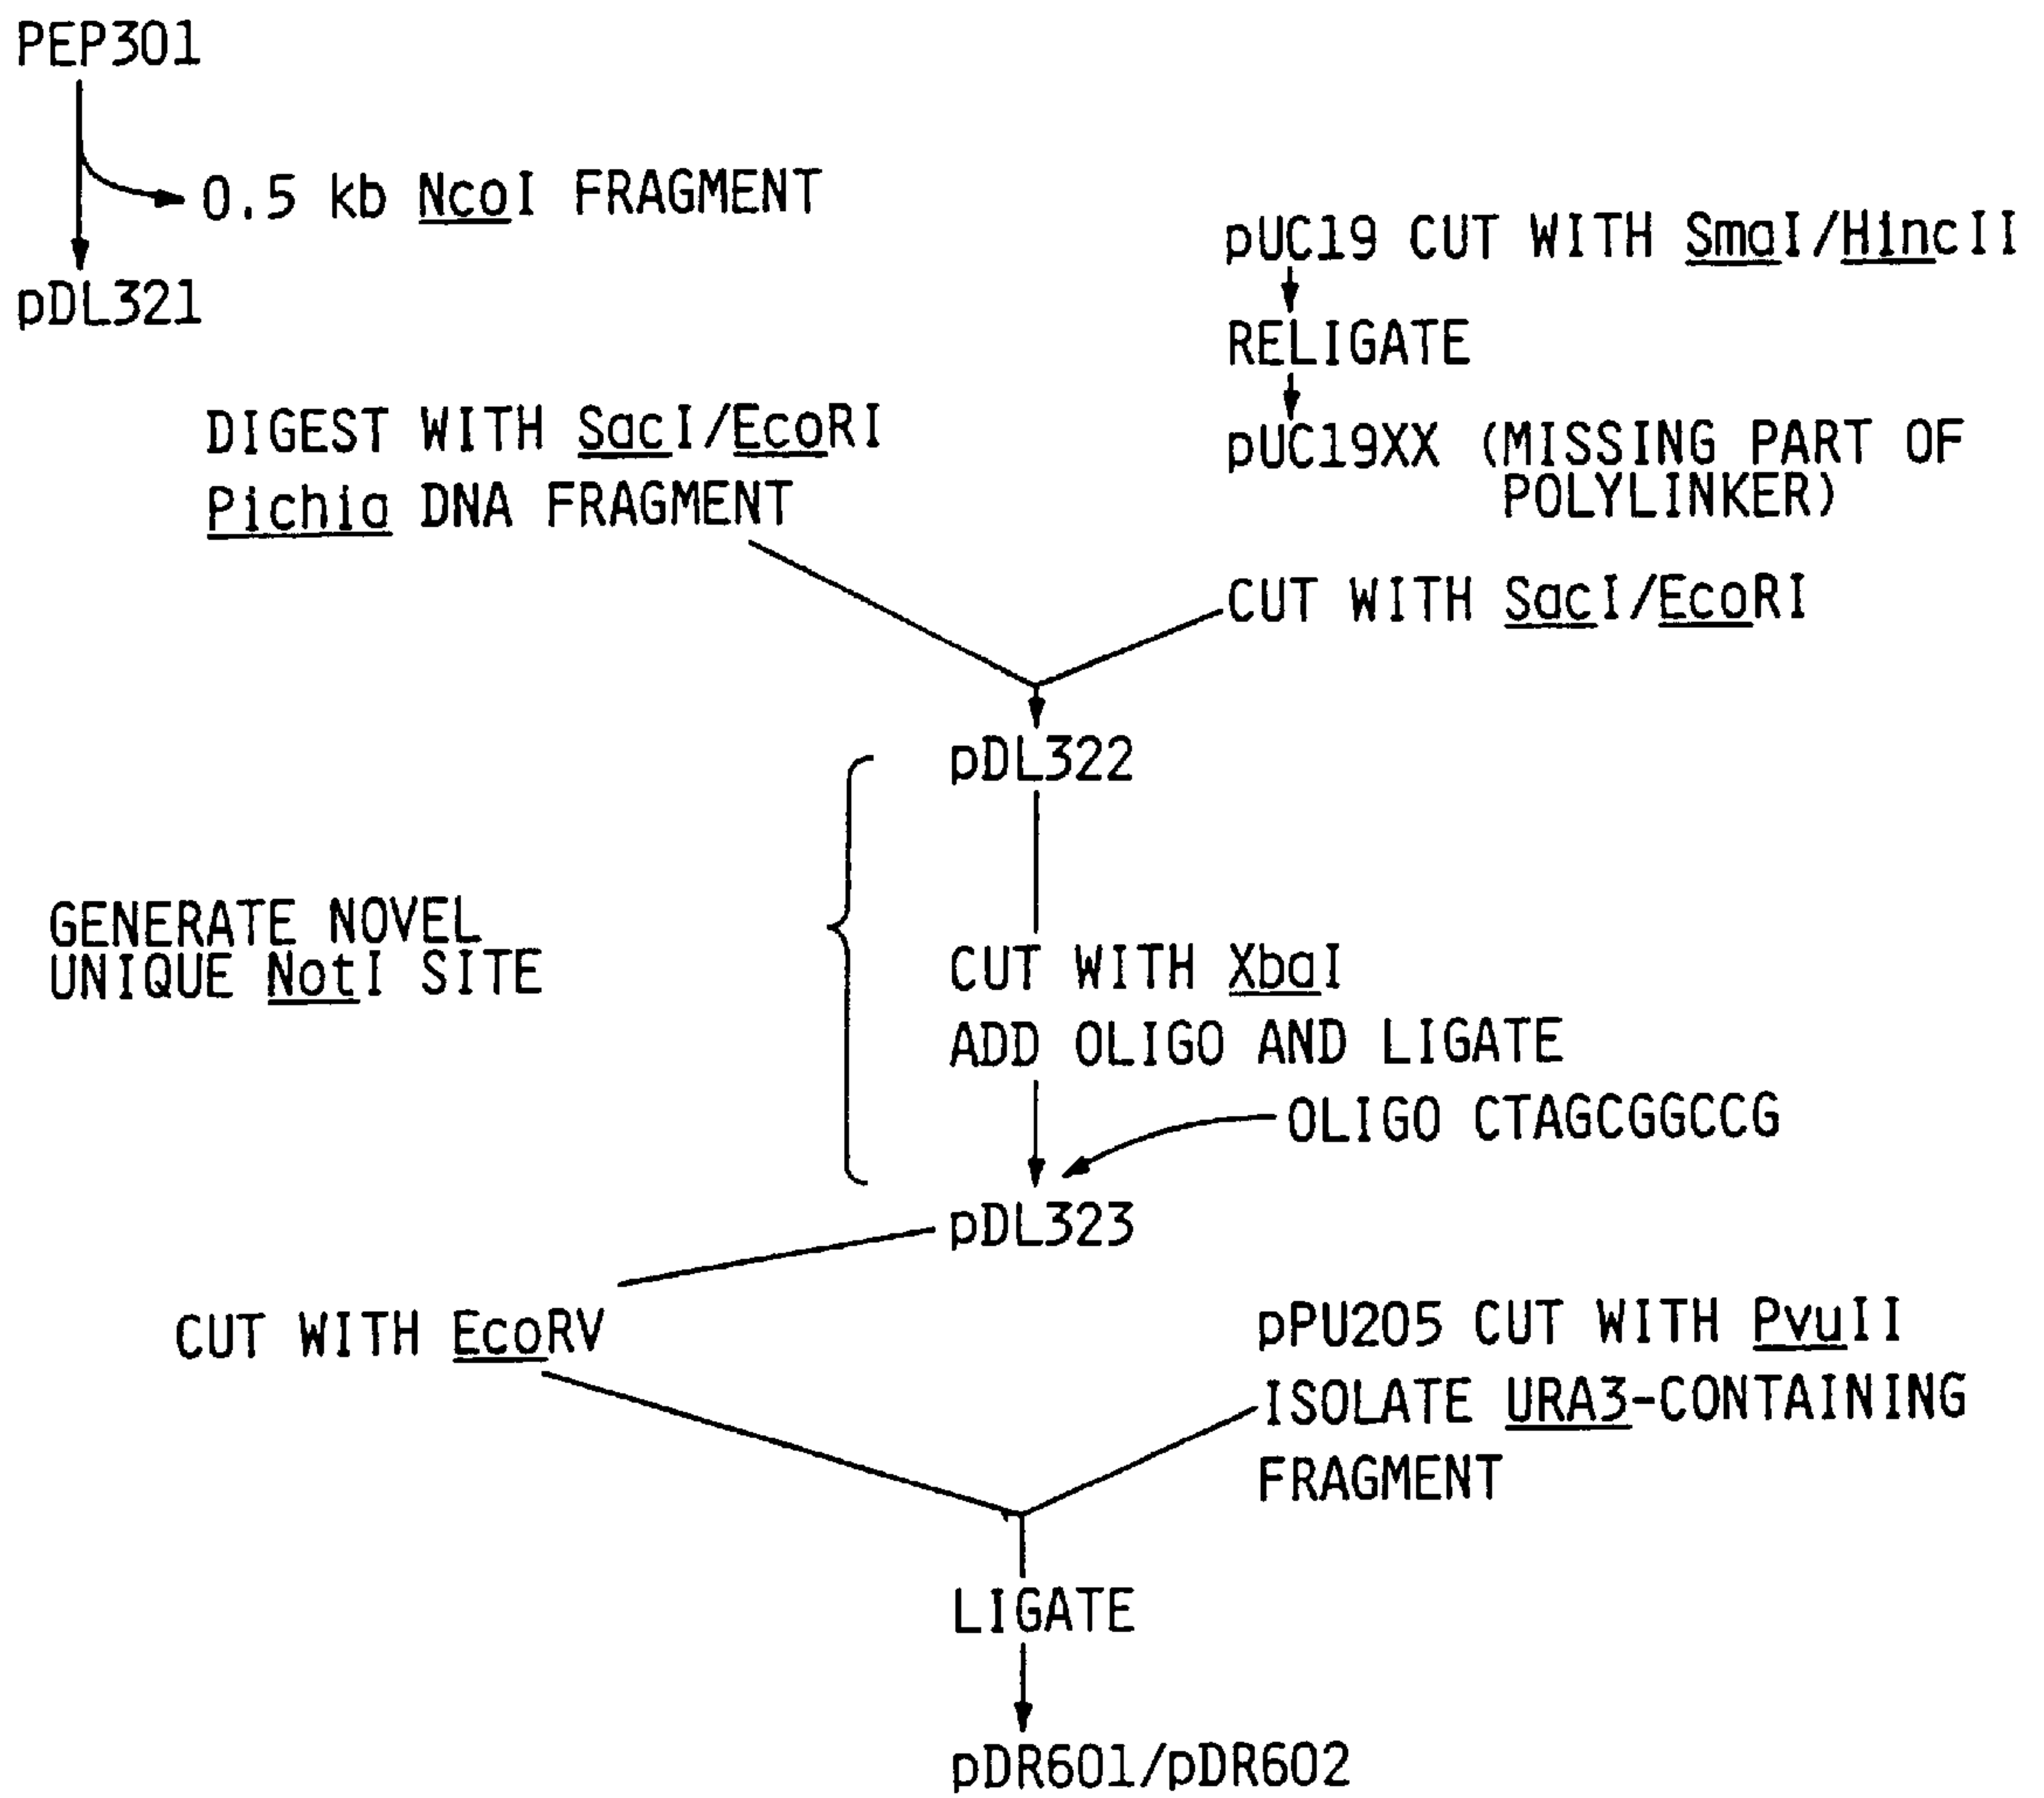 PEP301
0.5 kb NcoI FRAGMENT
pDL321
pUC19 CUT WITH SmaI/HincII
RELIGATE
pUC19XX (MISSING PART OF
POLYLINKER)
DIGEST WITH SacI/EcoRI
Pichia DNA FRAGMENT
CUT WITH SacI/EcoRI
pDL322
GENERATE NOVEL
UNIQUE NotI SITE
CUT WITH XbaI
ADD OLIGO AND LIGATE
OLIGO CTAGCGGCCG
pDL323
CUT WITH EcoRV
pPU205 CUT WITH PvuII
ISOLATE URA3-CONTAINING
FRAGMENT
LIGATE
pDR601/pDR602